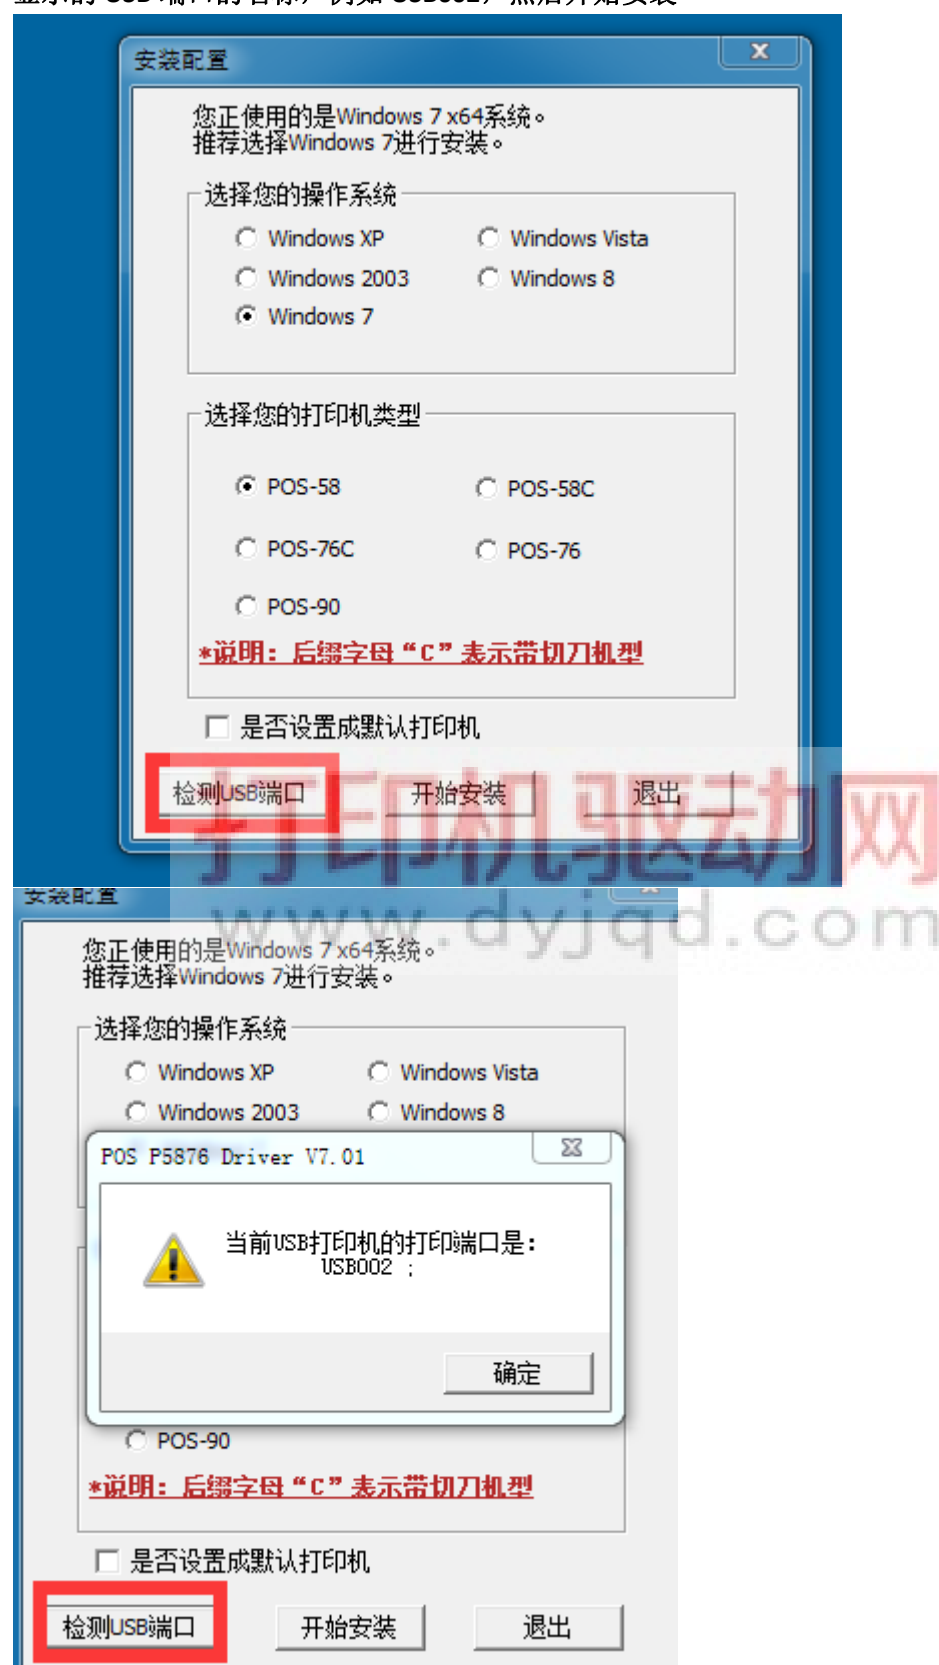 安装配置
您正使用的是Windows 7 x64系统。
推荐选择Windows 7进行安装。
选择您的操作系统
Windows XP
Windows Vista
Windows 2003
Windows 8
Windows 7
选择您的打印机类型
POS-58
POS-58C
POS-76C
POS-76
POS-90
*说明：后缀字母“C”表示带切刀机型
是否设置成默认打印机
检测USB端口
开始安装
退出
打印机驱动网
www.dyjqd.com
安装配置
您正使用的是Windows 7 x64系统。
推荐选择Windows 7进行安装。
选择您的操作系统
Windows XP
Windows Vista
Windows 2003
Windows 8
POS P5876 Driver V7.01
当前USB打印机的打印端口是：
USB002 ;
确定
POS-90
*说明：后缀字母“C”表示带切刀机型
是否设置成默认打印机
检测USB端口
开始安装
退出